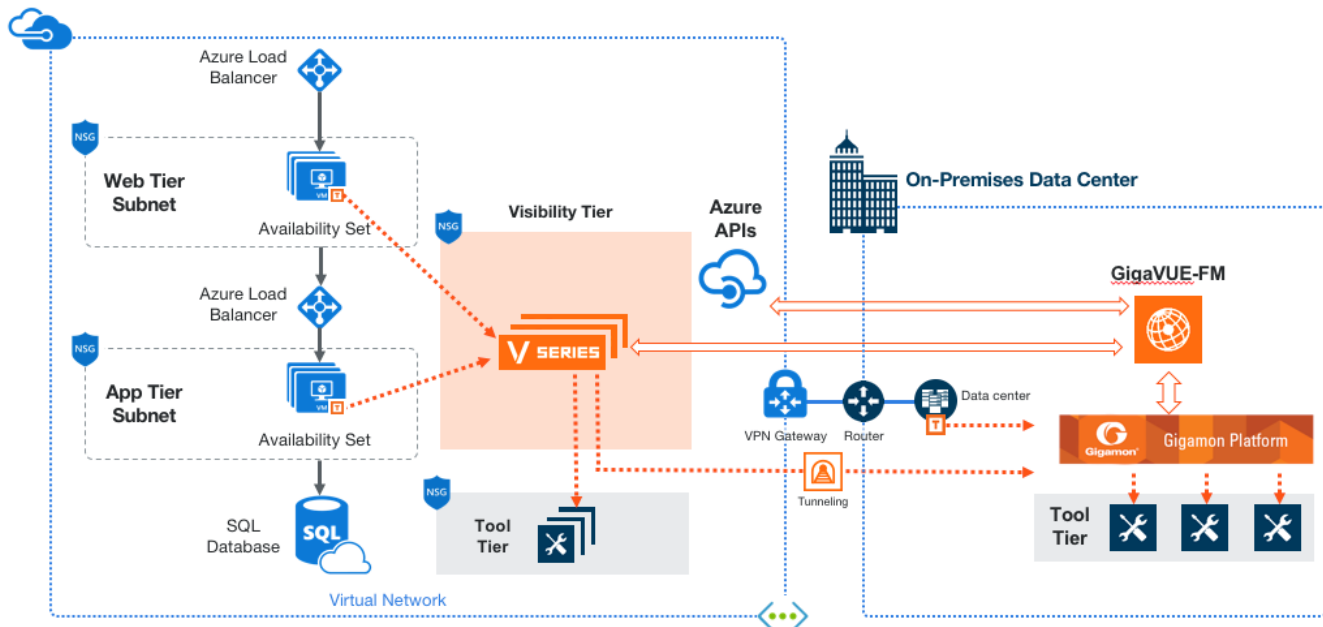 Azure Load
Balancer
NSG
Web Tier
Subnet
VM
T
Availability Set
Azure Load
Balancer
NSG
App Tier
Subnet
VM
T
Availability Set
SQL
Database
SQL
Virtual Network
NSG
Visibility Tier
V SERIES
NSG
Tool
Tier
Azure
APIs
On-Premises Data Center
GigaVUE-FM
VPN Gateway
Router
Data center
T
Tunneling
Gigamon®
Gigamon Platform
Tool
Tier